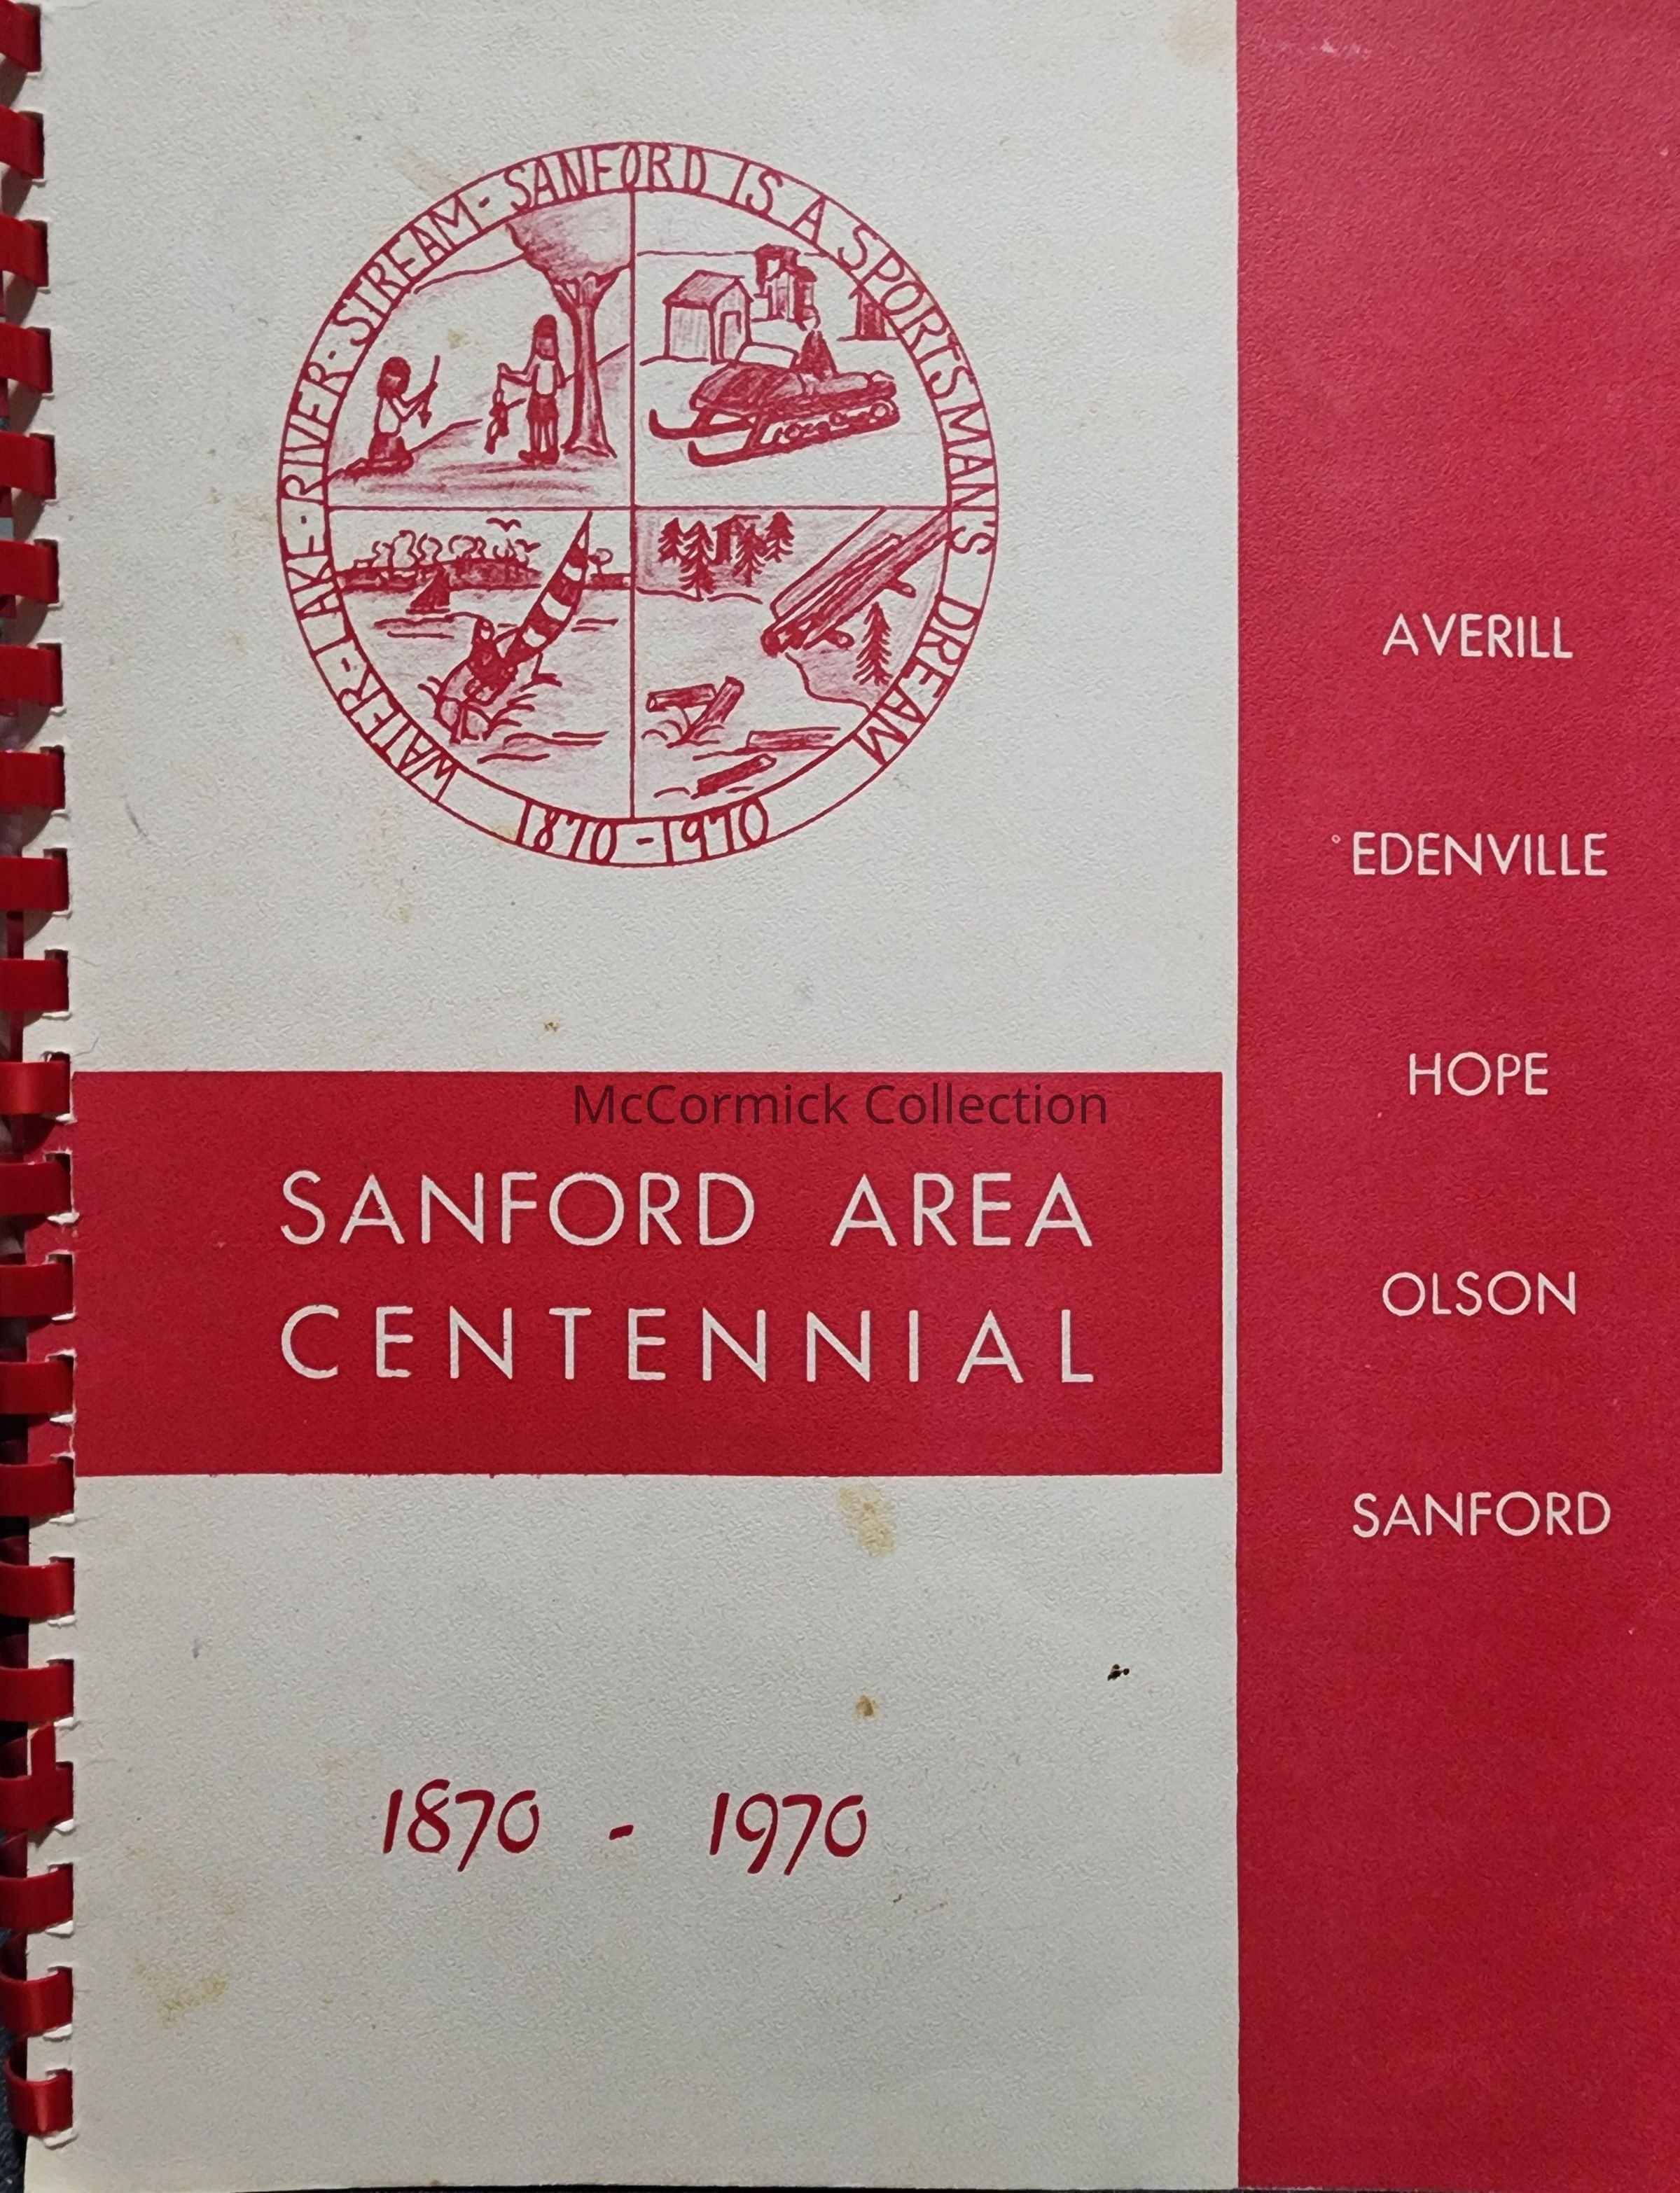 WATER - LAKE - RIVER - STREAM - SANFORD IS A SPORTSMAN'S DREAM
1870 - 1970
McCormick Collection
SANFORD AREA
CENTENNIAL
1870 - 1970
AVERILL
EDENVILLE
HOPE
OLSON
SANFORD